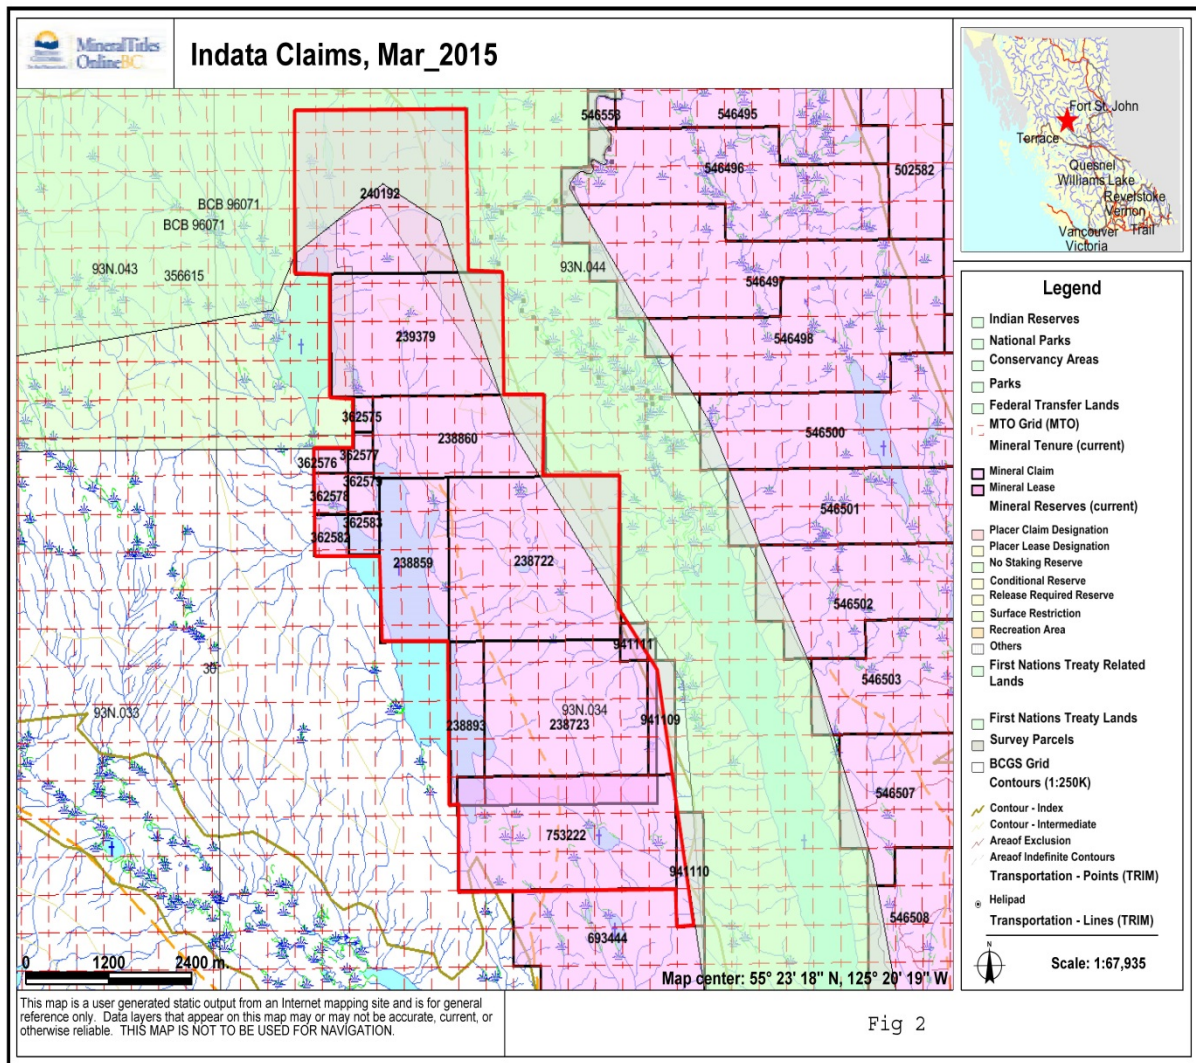 MineralTitles
OnlineBC
Indata Claims, Mar_2015
Fort St. John
Terrace
Quesnel
Williams Lake
Revelstoke
Vernon
Vancouver
Trail
Victoria
546553
546495
546496
502582
240192
BCB 96071
BCB 96071
93N.043
356615
93N.044
546497
239379
546498
362575
238860
546500
362576
362577
362579
362578
546501
362583
362582
238859
238722
546502
941111
39
546503
93N.033
93N.034
238893
238723
941109
546507
753222
941110
693444
546508
0 1200 2400 m.
Map center: 55° 23' 18" N, 125° 20' 19" W
Legend
Indian Reserves
National Parks
Conservancy Areas
Parks
Federal Transfer Lands
MTO Grid (MTO)
Mineral Tenure (current)
Mineral Claim
Mineral Lease
Mineral Reserves (current)
Placer Claim Designation
Placer Lease Designation
No Staking Reserve
Conditional Reserve
Release Required Reserve
Surface Restriction
Recreation Area
Others
First Nations Treaty Related
Lands
First Nations Treaty Lands
Survey Parcels
BCGS Grid
Contours (1:250K)
Contour - Index
Contour - Intermediate
Areaof Exclusion
Areaof Indefinite Contours
Transportation - Points (TRIM)
Helipad
Transportation - Lines (TRIM)
N
Scale: 1:67,935
This map is a user generated static output from an Internet mapping site and is for general
reference only. Data layers that appear on this map may or may not be accurate, current, or
otherwise reliable. THIS MAP IS NOT TO BE USED FOR NAVIGATION.
Fig 2